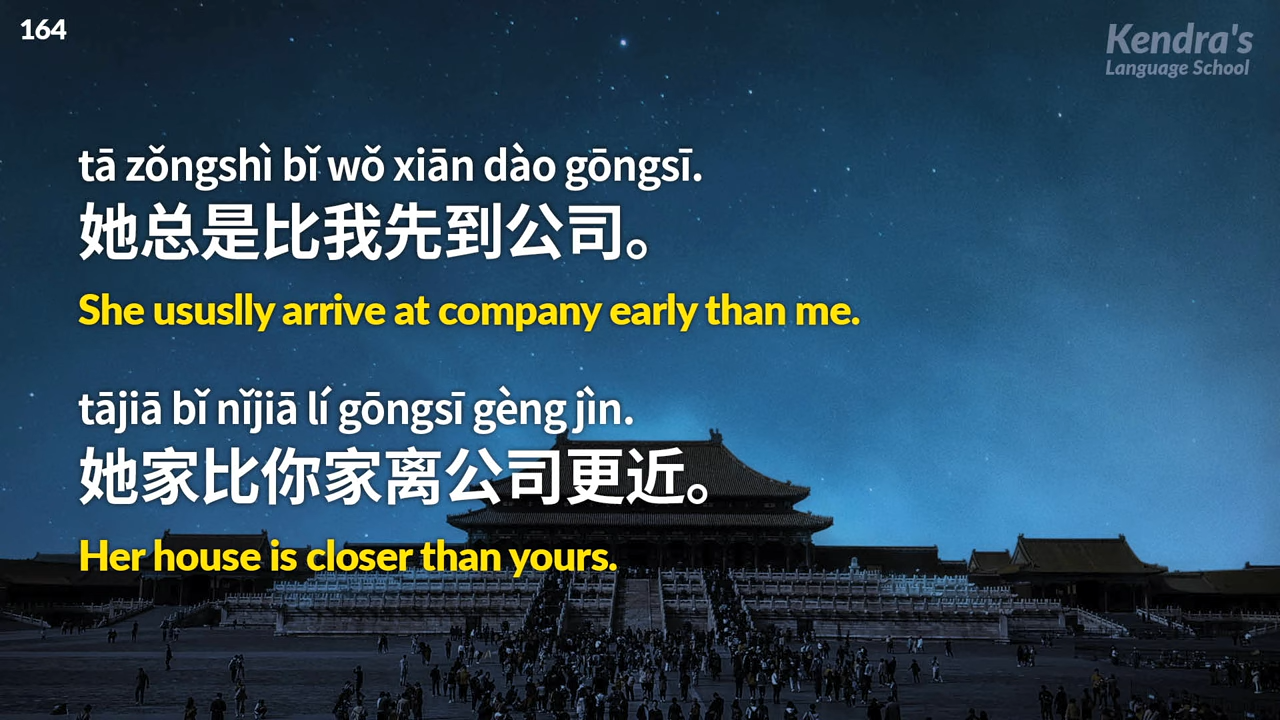 164
Kendra's
Language School
tā zǒngshì bǐ wǒ xiān dào gōngsī.
她总是比我先到公司。
She ususlly arrive at company early than me.
tājiā bǐ nǐjiā lí gōngsī gèng jìn.
她家比你家离公司更近。
Her house is closer than yours.